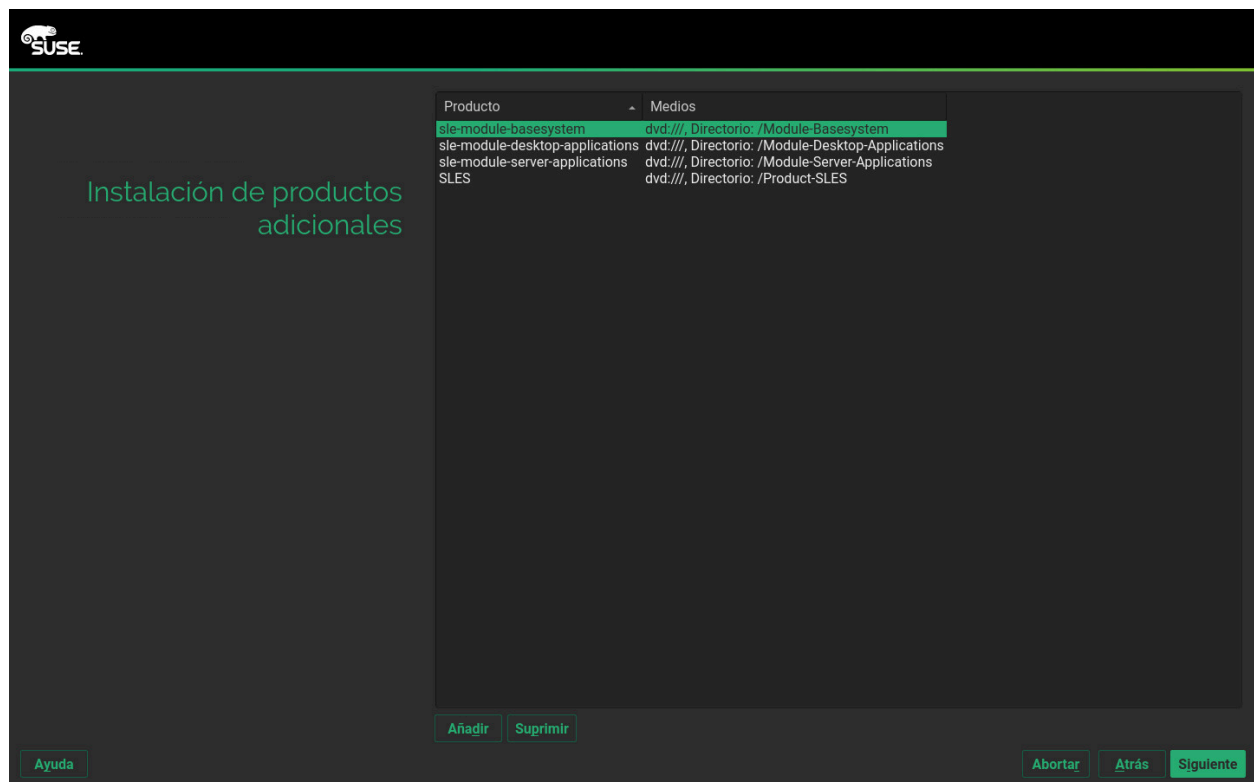 SUSE.
Instalación de productos
adicionales
Producto Medios
sle-module-basesystem dvd:///, Directorio: /Module-Basesystem
sle-module-desktop-applications dvd:///, Directorio: /Module-Desktop-Applications
sle-module-server-applications dvd:///, Directorio: /Module-Server-Applications
SLES dvd:///, Directorio: /Product-SLES
Añadir Suprimir
Ayuda Abortar Atrás Siguiente